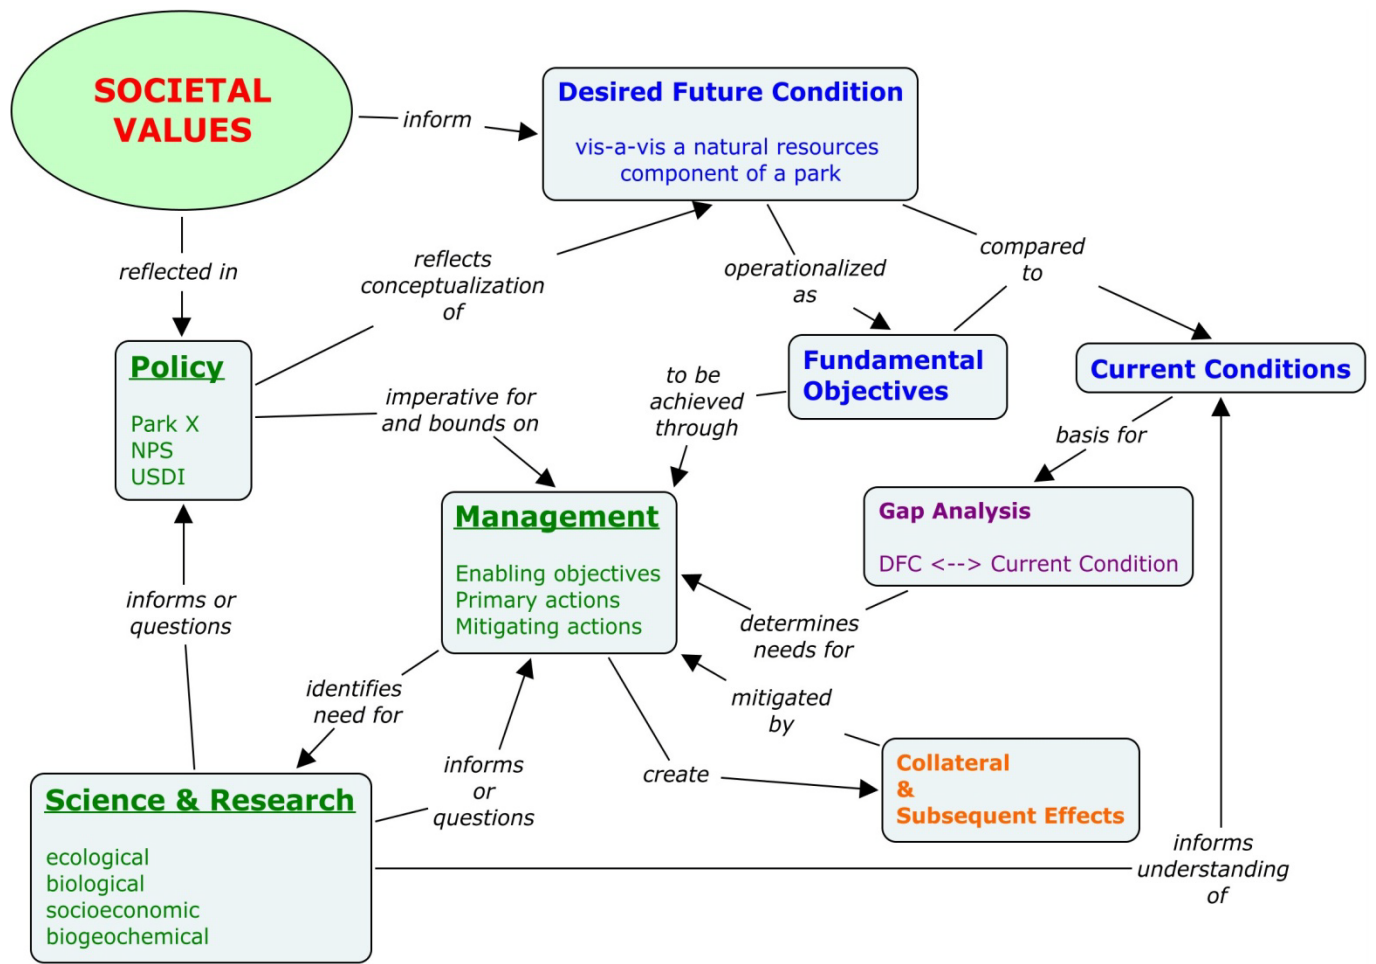 SOCIETAL
VALUES
inform
Desired Future Condition
vis-a-vis a natural resources
component of a park
reflected in
reflects
conceptualization
of
operationalized
as
compared
to
Policy
Park X
NPS
USDI
imperative for
and bounds on
to be
achieved
through
Fundamental
Objectives
Current Conditions
basis for
Management
Enabling objectives
Primary actions
Mitigating actions
Gap Analysis
DFC <--> Current Condition
informs or
questions
determines
needs for
identifies
need for
mitigated
by
informs
or
questions
create
Collateral
&
Subsequent Effects
Science & Research
ecological
biological
socioeconomic
biogeochemical
informs
understanding
of